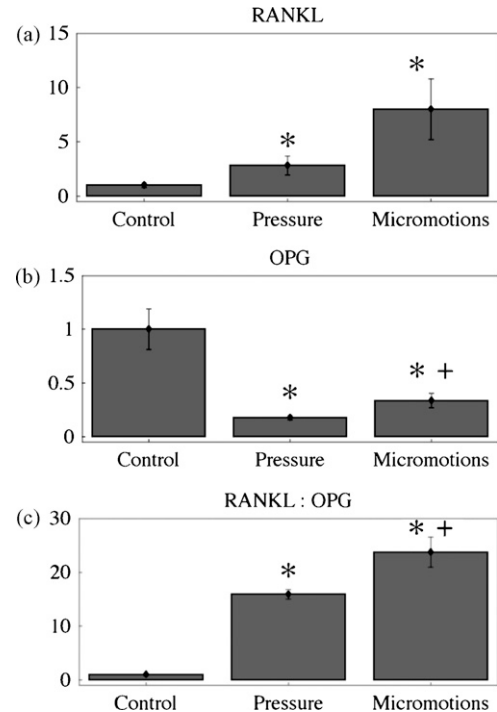 (a)
RANKL
15
10
5
0
*
*
Control Pressure Micromotions
(b)
OPG
1.5
1
0.5
0
*
* +
Control Pressure Micromotions
(c)
RANKL : OPG
30
20
10
0
*
* +
Control Pressure Micromotions